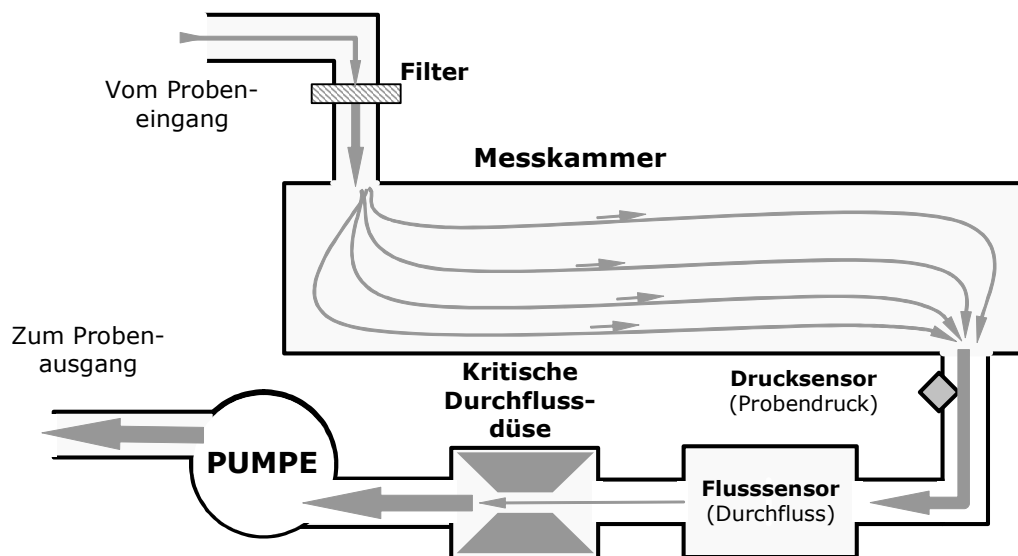 Filter
Vom Proben-
eingang
Messkammer
Zum Proben-
ausgang
Kritische
Durchfluss-
düse
Drucksensor
(Probendruck)
PUMPE
Flusssensor
(Durchfluss)